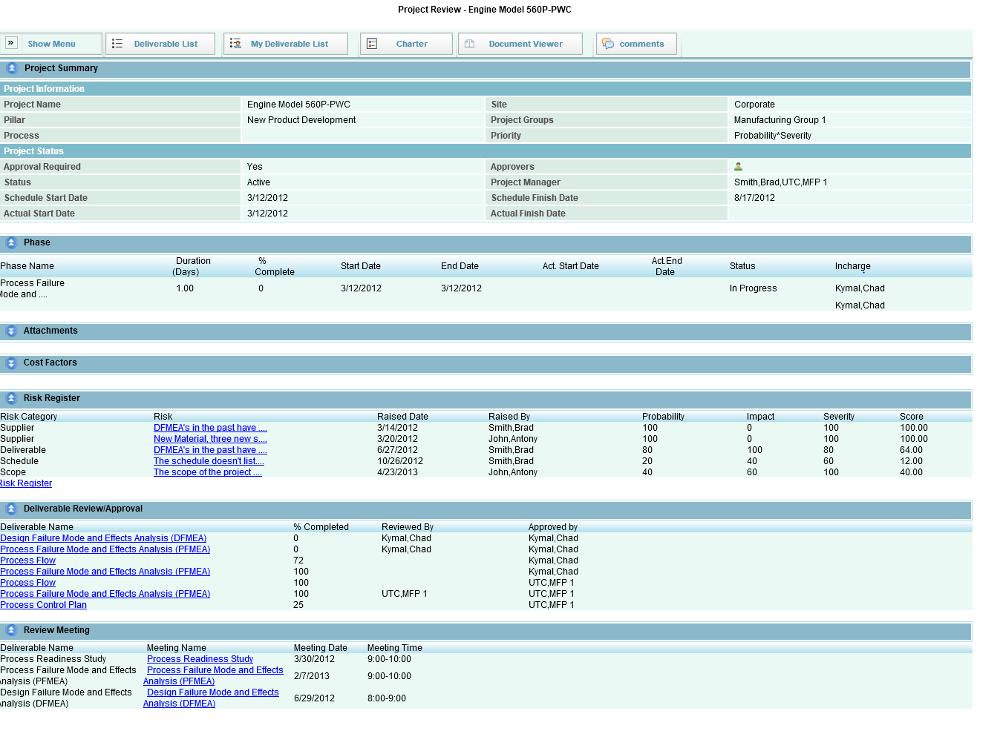 Project Review - Engine Model 560P-PWC
» Show Menu Deliverable List My Deliverable List Charter Document Viewer comments
Project Summary
Project Information
Project Name Engine Model 560P-PWC Site Corporate
Pillar New Product Development Project Groups Manufacturing Group 1
Process Priority Probability*Severity
Project Status
Approval Required Yes Approvers
Status Active Project Manager Smith,Brad,UTC,MFP 1
Schedule Start Date 3/12/2012 Schedule Finish Date 8/17/2012
Actual Start Date 3/12/2012 Actual Finish Date
Phase
Phase Name Duration (Days) % Complete Start Date End Date Act. Start Date Act.End Date Status Incharge
Process Failure
Mode and .... 1.00 0 3/12/2012 3/12/2012 In Progress Kymal,Chad
Kymal,Chad
Attachments
Cost Factors
Risk Register
Risk Category Risk Raised Date Raised By Probability Impact Severity Score
Supplier DFMEA's in the past have .... 3/14/2012 Smith,Brad 100 0 100 100.00
Supplier New Material, three new s.... 3/20/2012 John,Antony 100 0 100 100.00
Deliverable DFMEA's in the past have .... 6/27/2012 Smith,Brad 80 100 80 64.00
Schedule The schedule doesn't list.... 10/26/2012 Smith,Brad 20 40 60 12.00
Scope The scope of the project .... 4/23/2013 John,Antony 40 60 100 40.00
Risk Register
Deliverable Review/Approval
Deliverable Name % Completed Reviewed By Approved by
Design Failure Mode and Effects Analysis (DFMEA) 0 Kymal,Chad Kymal,Chad
Process Failure Mode and Effects Analysis (PFMEA) 0 Kymal,Chad Kymal,Chad
Process Flow 72 Kymal,Chad
Process Failure Mode and Effects Analysis (PFMEA) 100 Kymal,Chad
Process Flow 100 UTC,MFP 1
Process Failure Mode and Effects Analysis (PFMEA) 100 UTC,MFP 1 UTC,MFP 1
Process Control Plan 25 UTC,MFP 1
Review Meeting
Deliverable Name Meeting Name Meeting Date Meeting Time
Process Readiness Study Process Readiness Study 3/30/2012 9:00-10:00
Process Failure Mode and Effects Process Failure Mode and Effects
Analysis (PFMEA) Analysis (PFMEA) 2/7/2013 9:00-10:00
Design Failure Mode and Effects Design Failure Mode and Effects
Analysis (DFMEA) Analysis (DFMEA) 6/29/2012 8:00-9:00